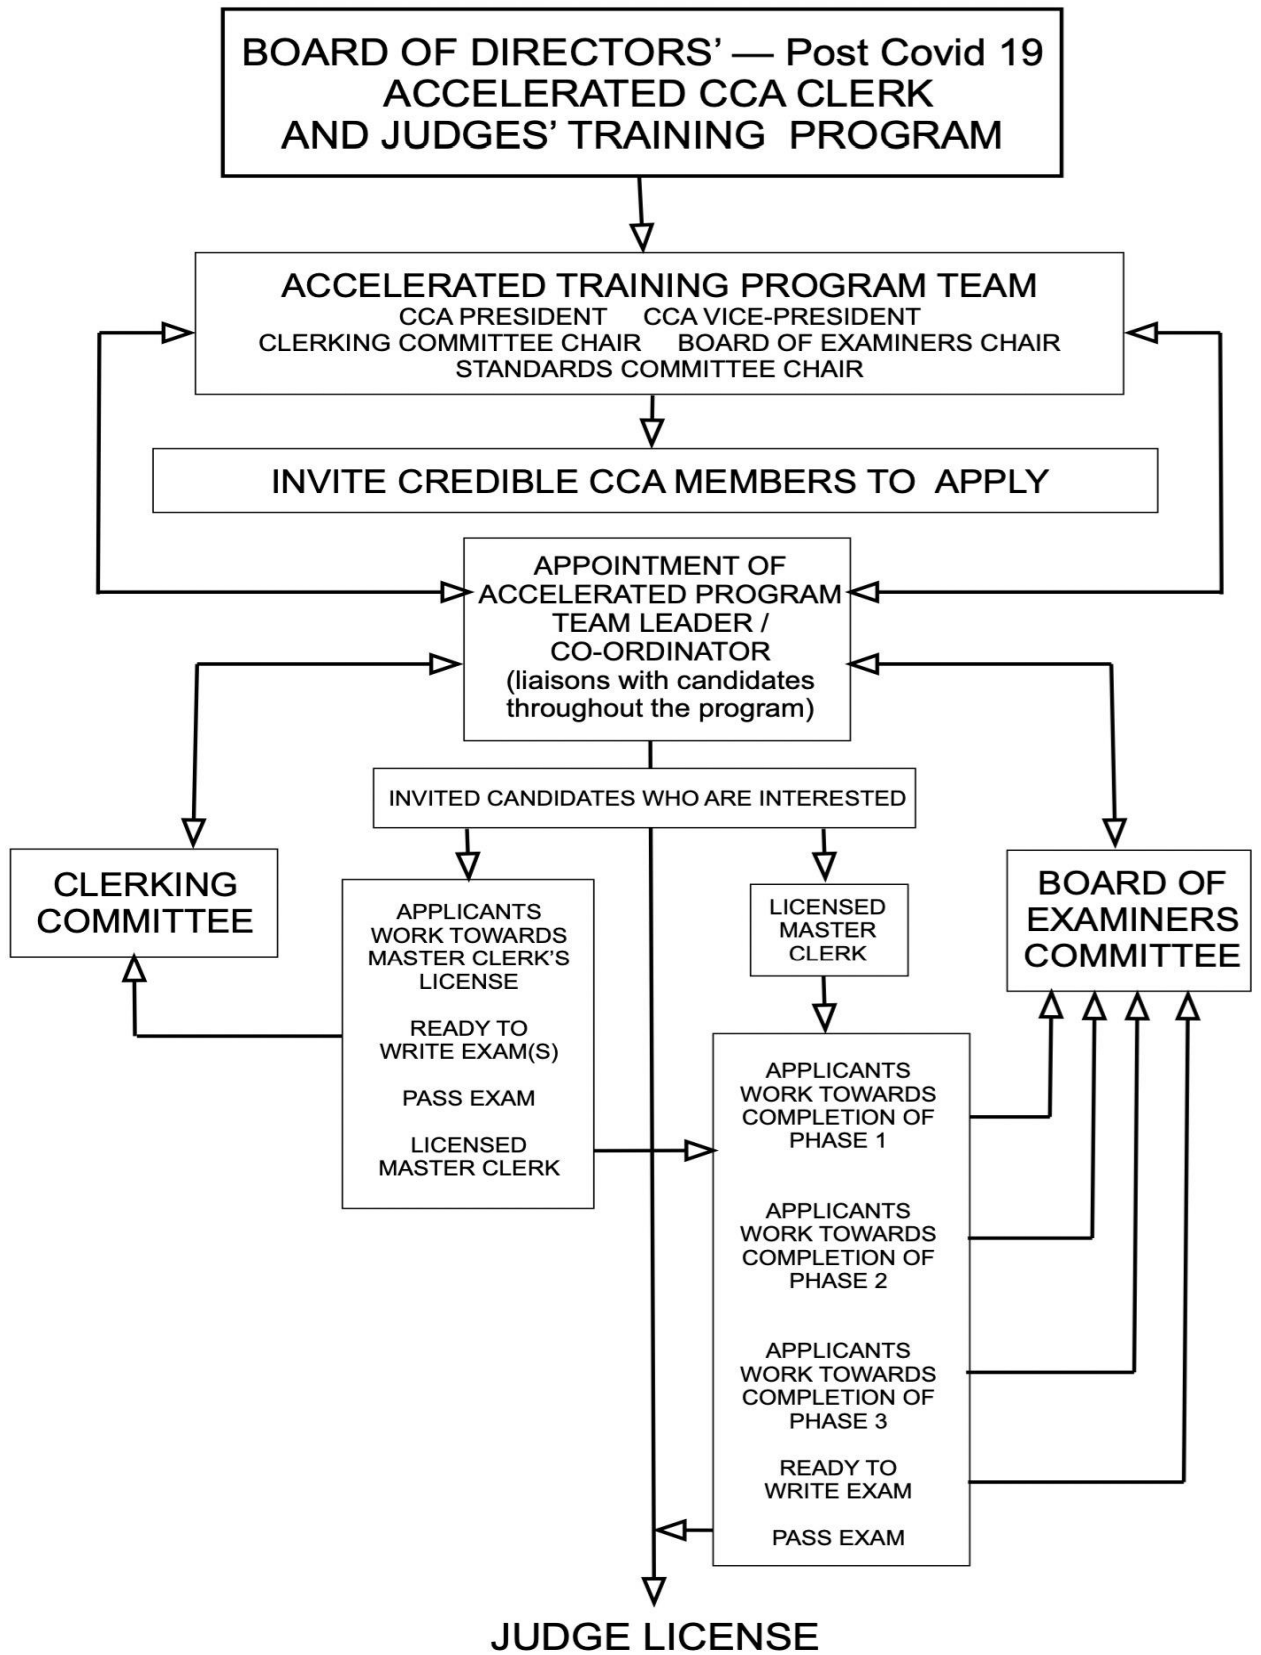 BOARD OF DIRECTORS’ — Post Covid 19
ACCELERATED CCA CLERK
AND JUDGES’ TRAINING PROGRAM
ACCELERATED TRAINING PROGRAM TEAM
CCA PRESIDENT CCA VICE-PRESIDENT
CLERKING COMMITTEE CHAIR BOARD OF EXAMINERS CHAIR
STANDARDS COMMITTEE CHAIR
INVITE CREDIBLE CCA MEMBERS TO APPLY
APPOINTMENT OF
ACCELERATED PROGRAM
TEAM LEADER /
CO-ORDINATOR
(liaisons with candidates
throughout the program)
INVITED CANDIDATES WHO ARE INTERESTED
CLERKING
COMMITTEE
APPLICANTS
WORK TOWARDS
MASTER CLERK’S
LICENSE
READY TO
WRITE EXAM(S)
PASS EXAM
LICENSED
MASTER CLERK
LICENSED
MASTER
CLERK
BOARD OF
EXAMINERS
COMMITTEE
APPLICANTS
WORK TOWARDS
COMPLETION OF
PHASE 1
APPLICANTS
WORK TOWARDS
COMPLETION OF
PHASE 2
APPLICANTS
WORK TOWARDS
COMPLETION OF
PHASE 3
READY TO
WRITE EXAM
PASS EXAM
JUDGE LICENSE